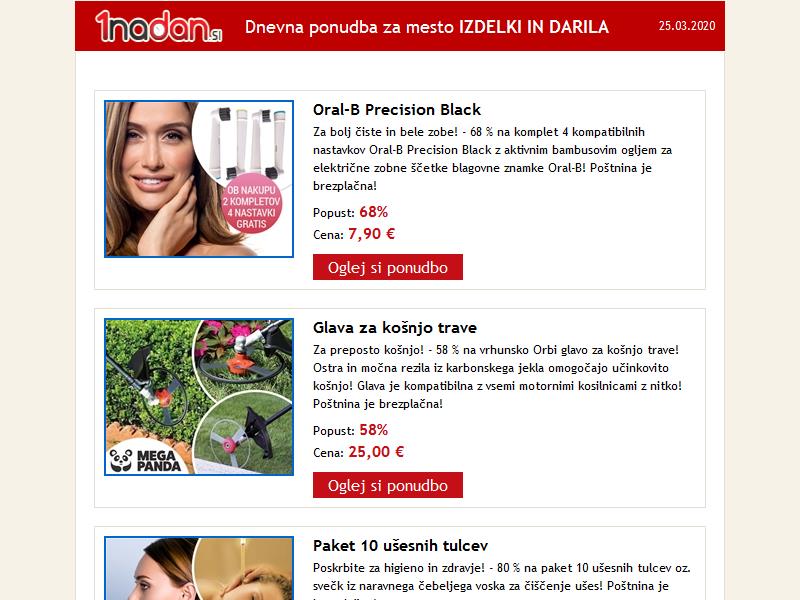 1nadan.si
Dnevna ponudba za mesto IZDELKI IN DARILA
25.03.2020
OB NAKUPU
2 KOMPLETOV
4 NASTAVKI
GRATIS
Oral-B Precision Black
Za bolj čiste in bele zobe! - 68 % na komplet 4 kompatibilnih
nastavkov Oral-B Precision Black z aktivnim bambusovim ogljem za
električne zobne ščetke blagovne znamke Oral-B! Poštnina je
brezplačna!
Popust: 68%
Cena: 7,90 €
Oglej si ponudbo
MEGA
PANDA
Glava za košnjo trave
Za preposto košnjo! - 58 % na vrhunsko Orbi glavo za košnjo trave!
Ostra in močna rezila iz karbonskega jekla omogočajo učinkovito
košnjo! Glava je kompatibilna z vsemi motornimi kosilnicami z nitko!
Poštnina je brezplačna!
Popust: 58%
Cena: 25,00 €
Oglej si ponudbo
Paket 10 ušesnih tulcev
Poskrbite za higieno in zdravje! - 80 % na paket 10 ušesnih tulcev oz.
svečk iz naravnega čebeljega voska za čiščenje ušes! Poštnina je